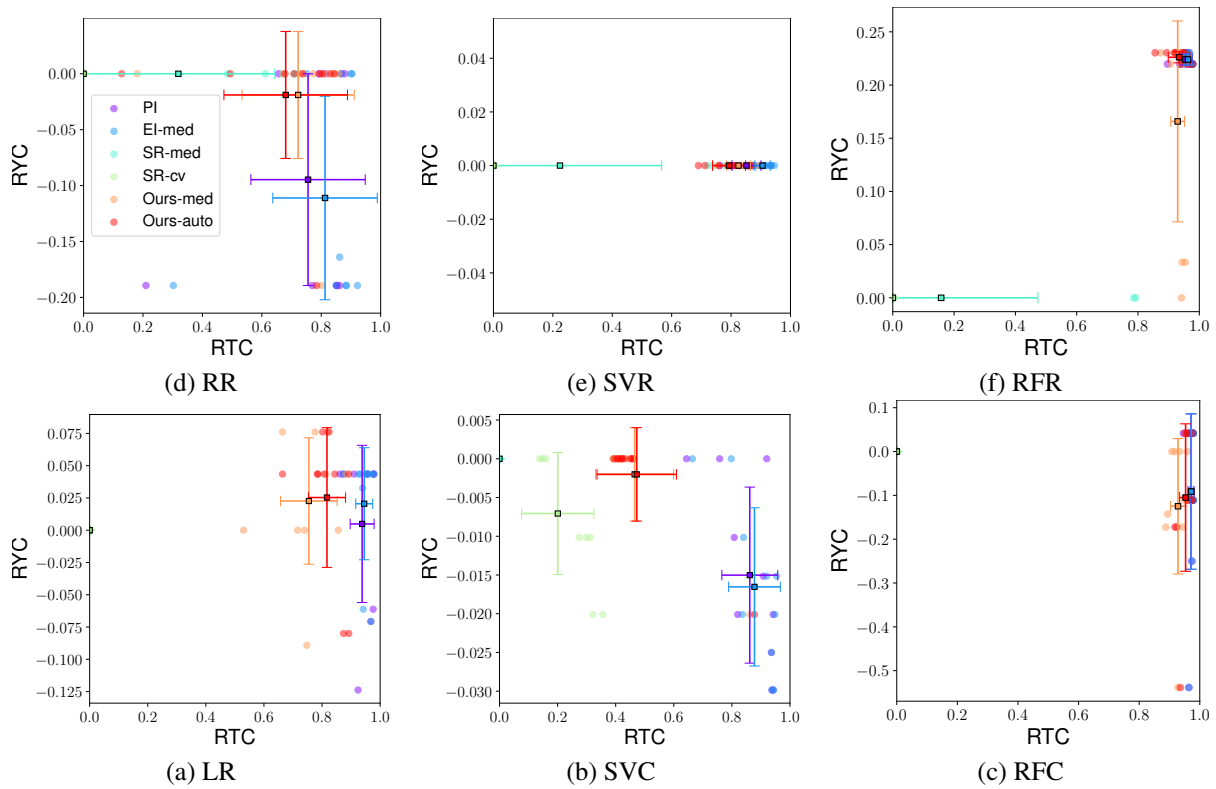 RYC
0.00
−0.05
−0.10
−0.15
−0.20
PI
EI-med
SR-med
SR-cv
Ours-med
Ours-auto
0.0 0.2 0.4 0.6 0.8 1.0
RTC
(d) RR
RYC
0.04
0.02
0.00
−0.02
−0.04
0.0 0.2 0.4 0.6 0.8 1.0
RTC
(e) SVR
RYC
0.25
0.20
0.15
0.10
0.05
0.00
0.0 0.2 0.4 0.6 0.8 1.0
RTC
(f) RFR
RYC
0.075
0.050
0.025
0.000
−0.025
−0.050
−0.075
−0.100
−0.125
0.0 0.2 0.4 0.6 0.8 1.0
RTC
(a) LR
RYC
0.005
0.000
−0.005
−0.010
−0.015
−0.020
−0.025
−0.030
0.0 0.2 0.4 0.6 0.8 1.0
RTC
(b) SVC
RYC
0.1
0.0
−0.1
−0.2
−0.3
−0.4
−0.5
0.0 0.2 0.4 0.6 0.8 1.0
RTC
(c) RFC